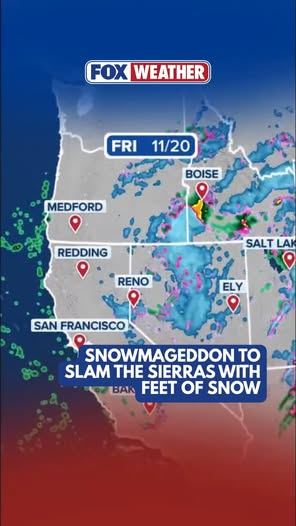 FOX WEATHER
FRI 11/20
BOISE
MEDFORD
SALT LAK
REDDING
RENO
ELY
SAN FRANCISCO
SNOWMAGEDDON TO
SLAM THE SIERRAS WITH
FEET OF SNOW